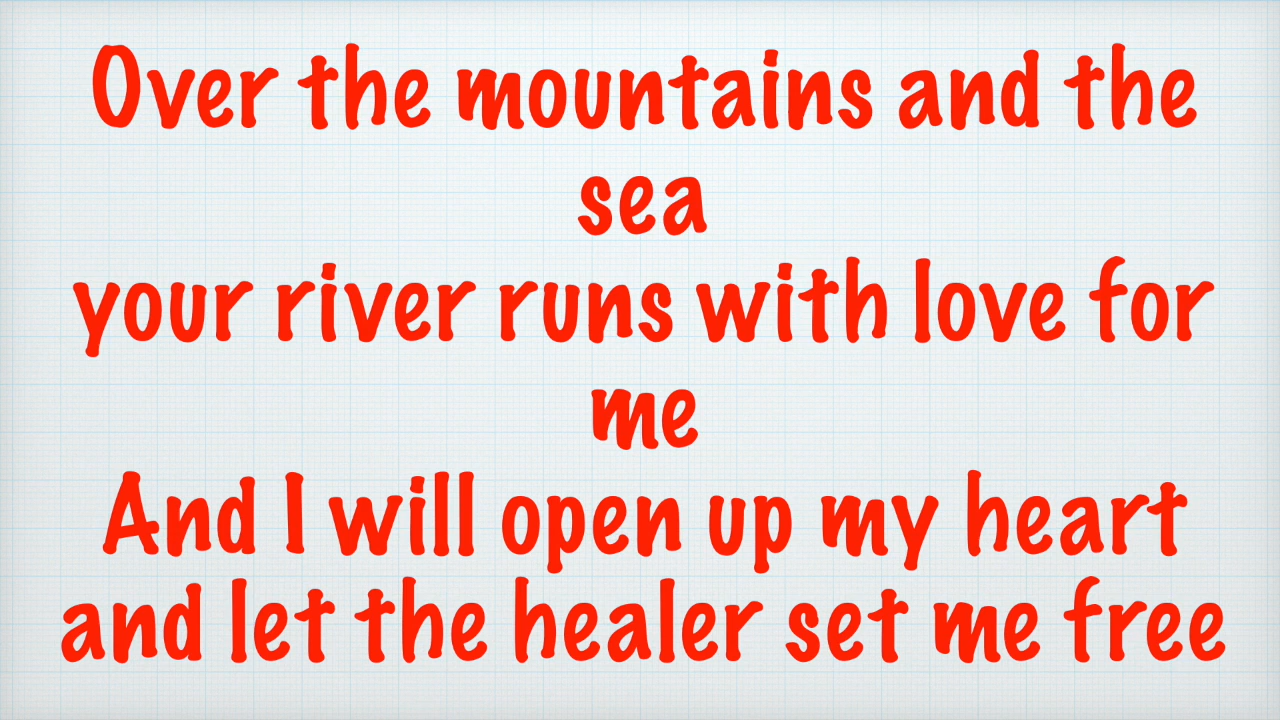 Over the mountains and the
sea
your river runs with love for
me
And I will open up my heart
and let the healer set me free